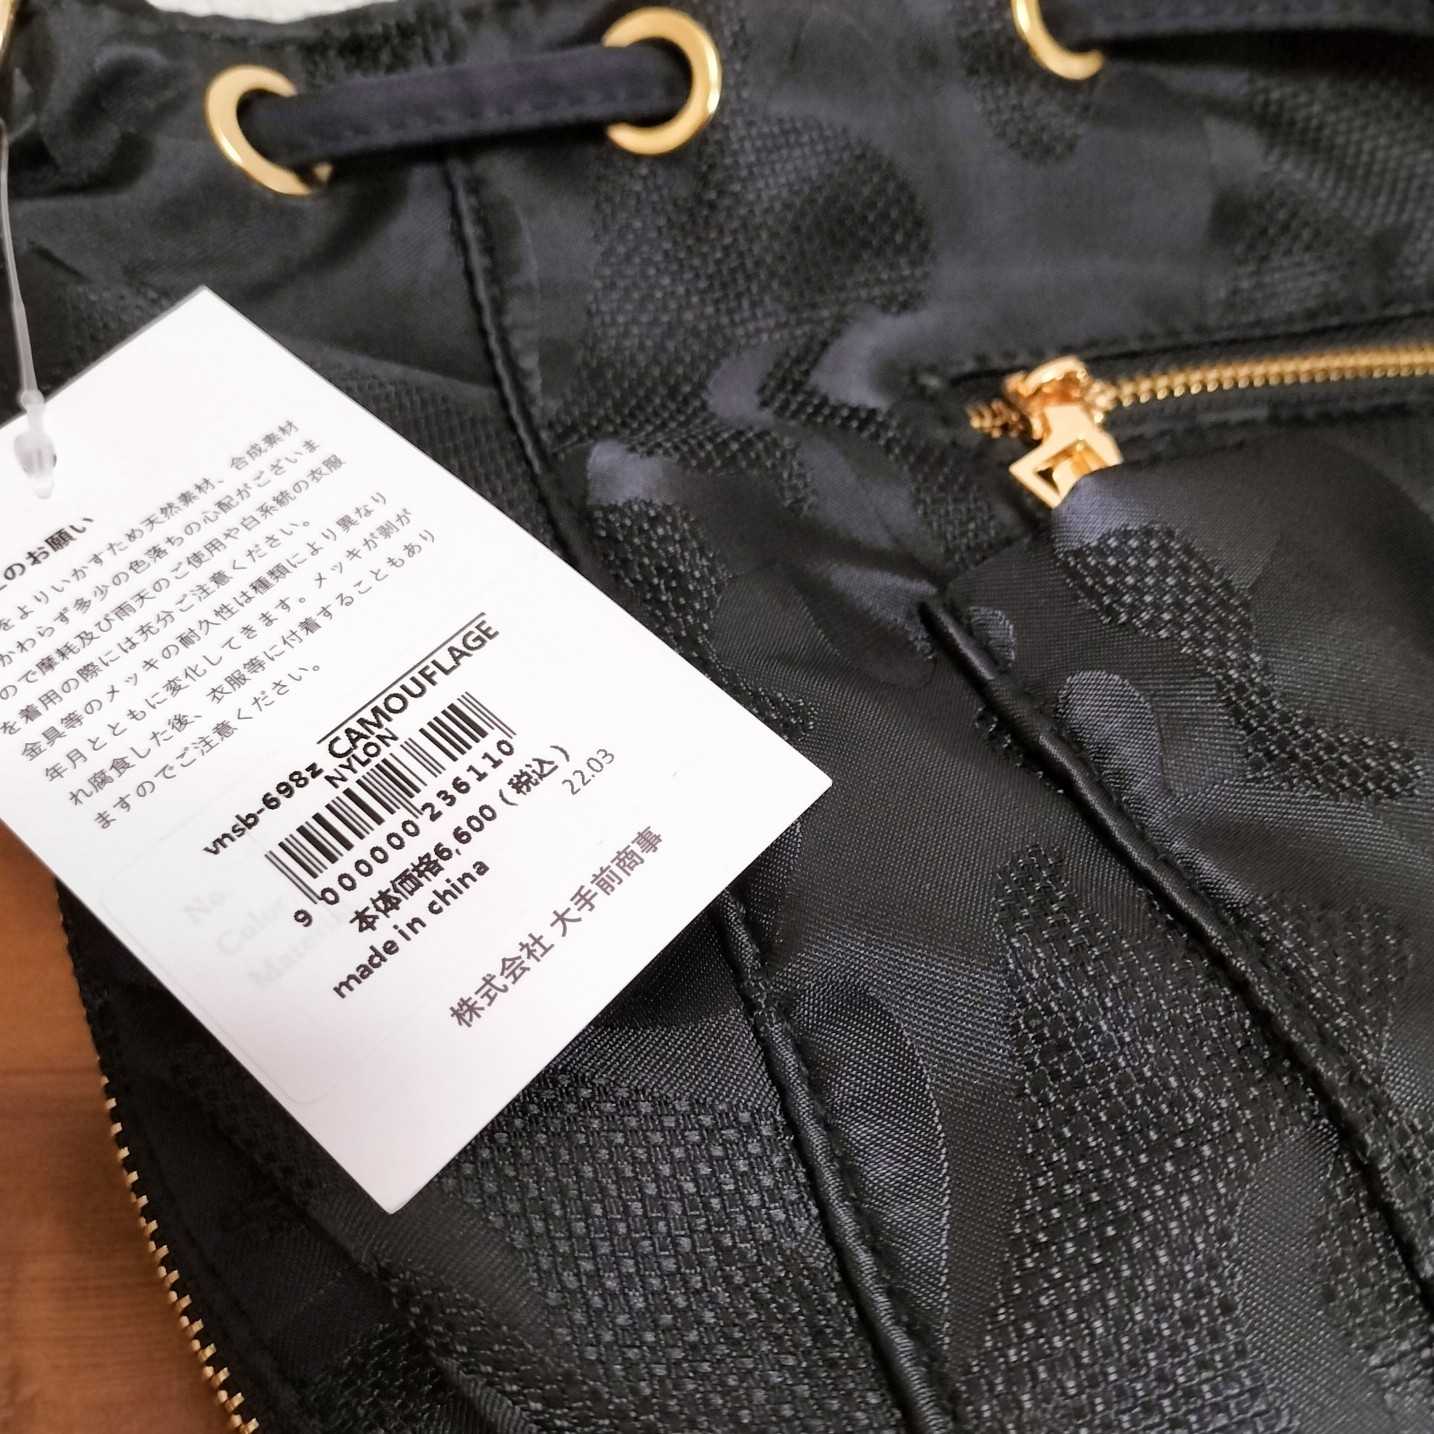 のお願い
をよりいかすため天然素材、合成素材
かわらず多少の色落ちの心配がございま
ので摩耗及び雨天のご使用や白系統の衣服
を着用の際には充分ご注意ください。
金具等のメッキの耐久性は種類により異なり
年月とともに変化してきます。メッキが剥が
れ腐食した後、衣服等に付着することもあり
ますのでご注意ください。
vnsb-698z CAMOUFLAGE
NYLON
9 000000 236110
本体価格6,600(税込)
made in china
22.03
株式会社 大手前商事
No.
Color